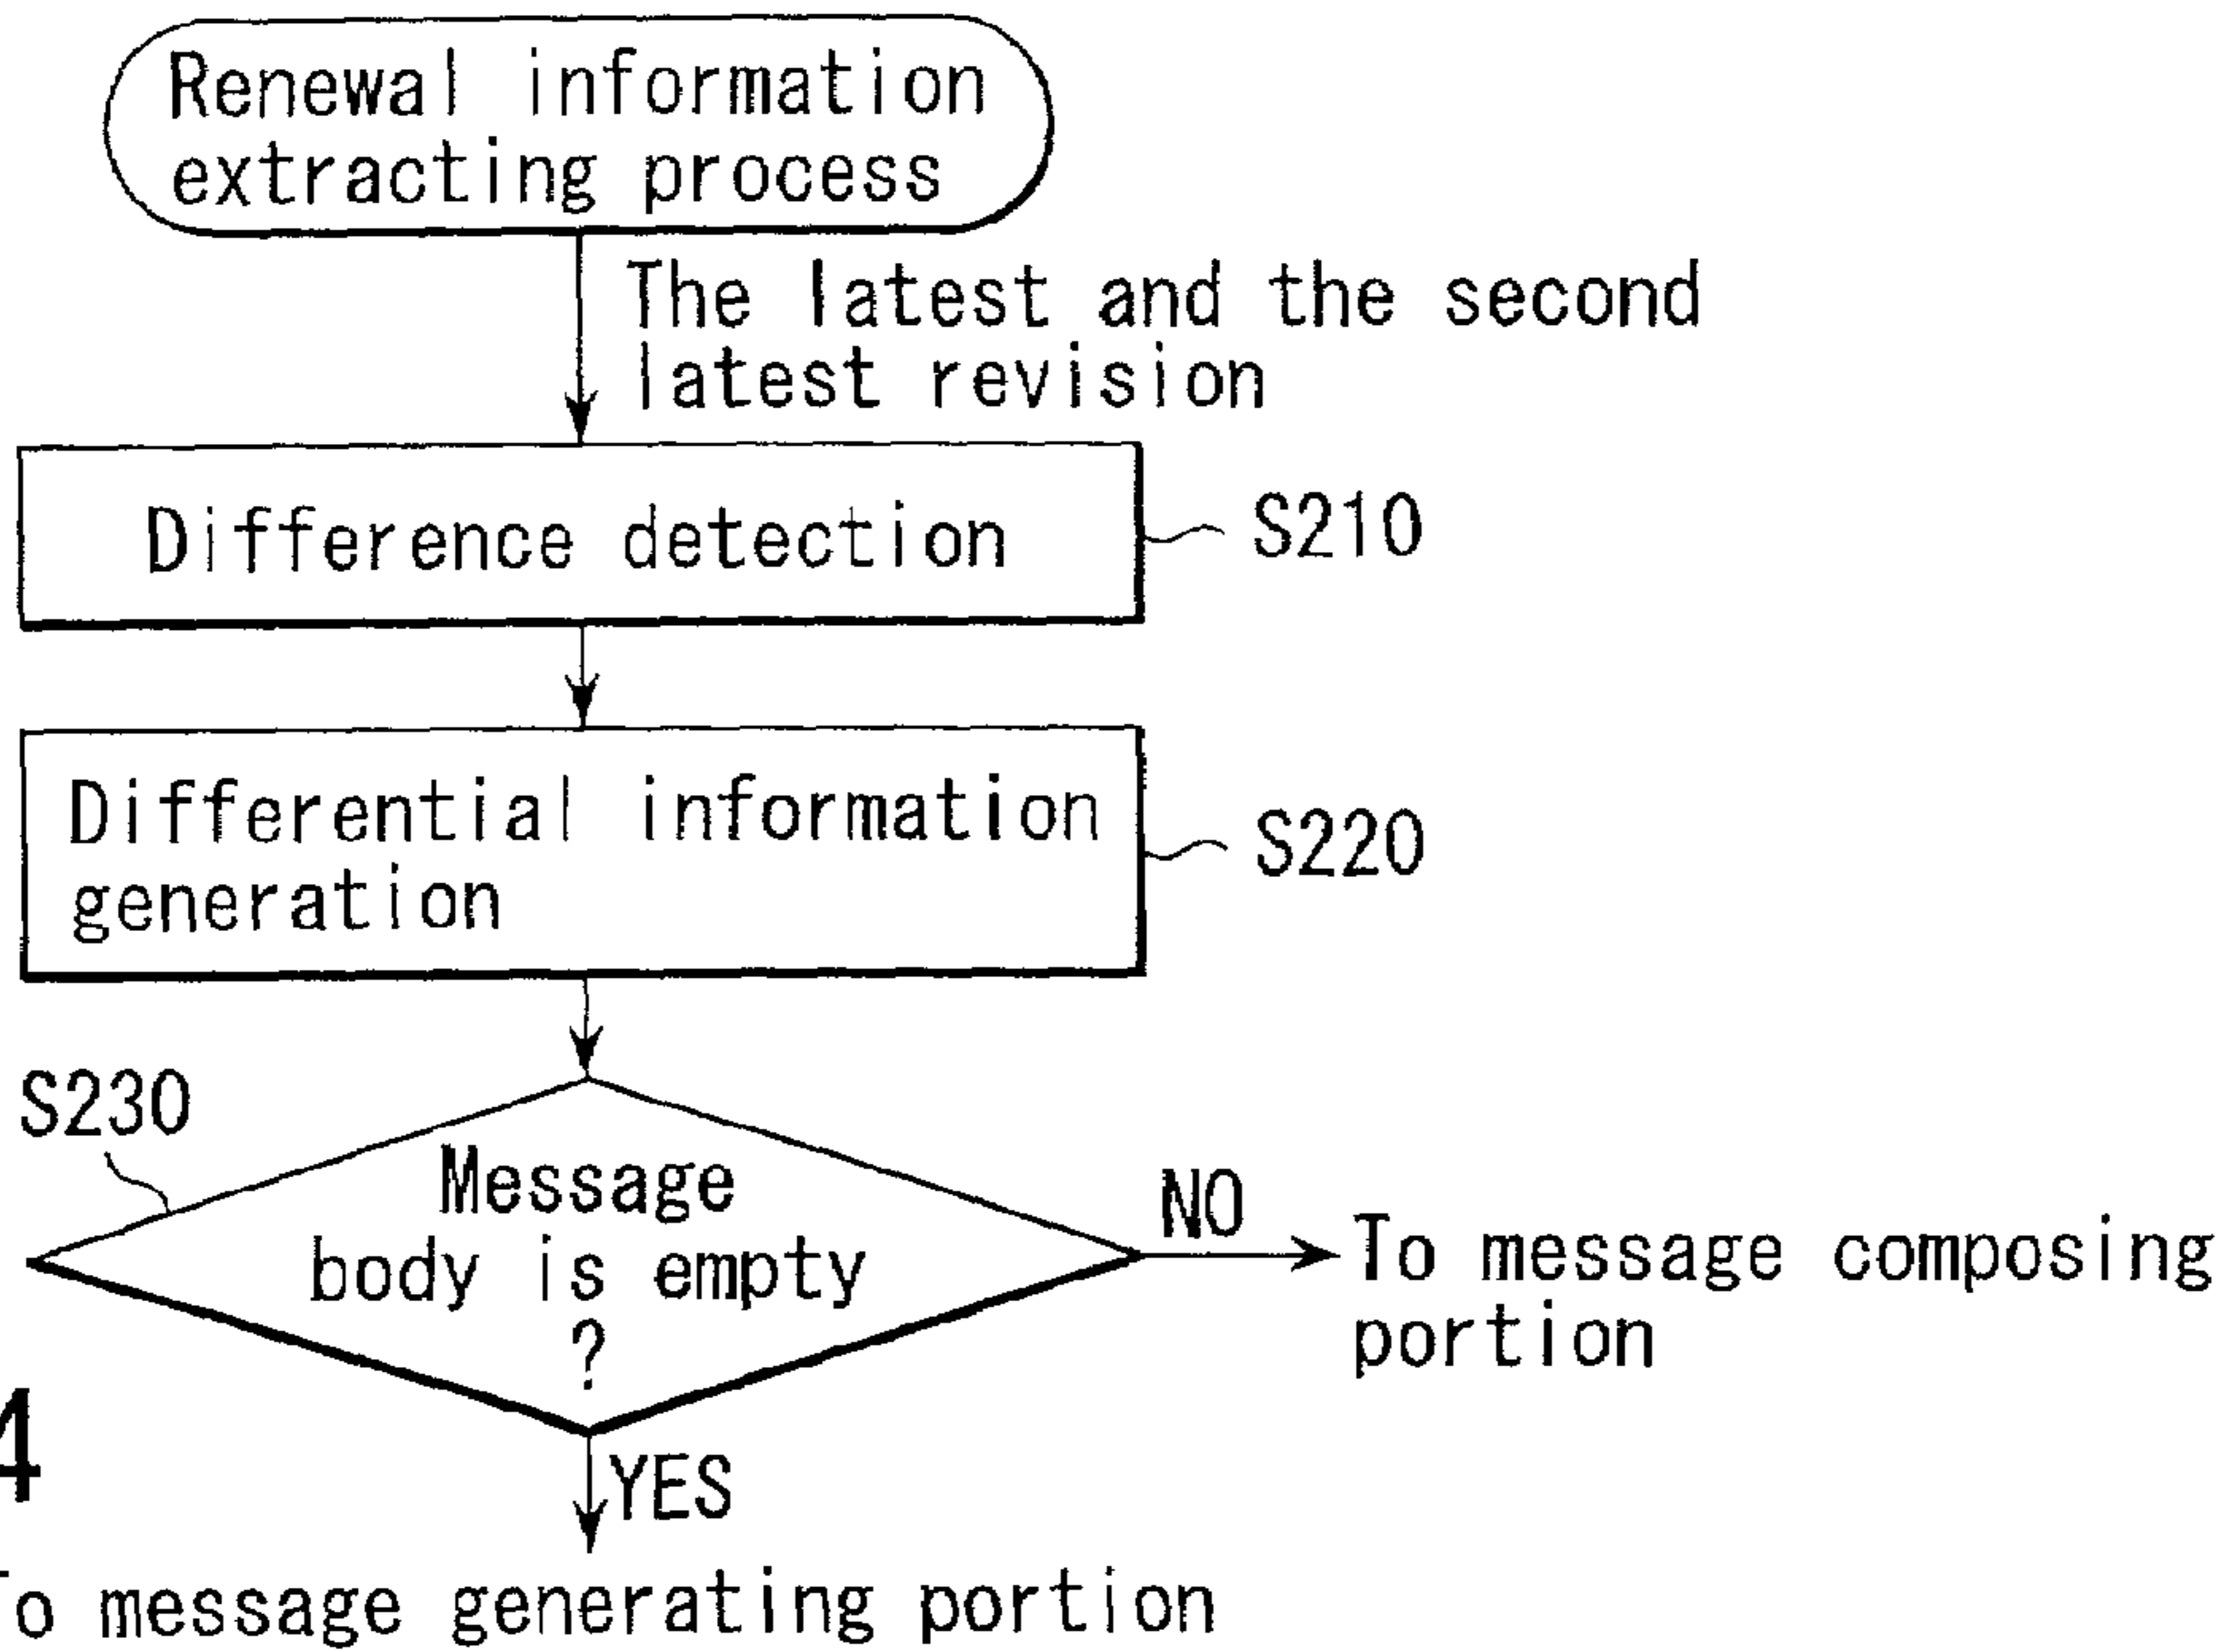 Renewal information
extracting process
The latest and the second
latest revision
Difference detection
S210
Differential information
generation
S220
S230
Message
body is empty
?
NO
To message composing
portion
4
YES
To message generating portion